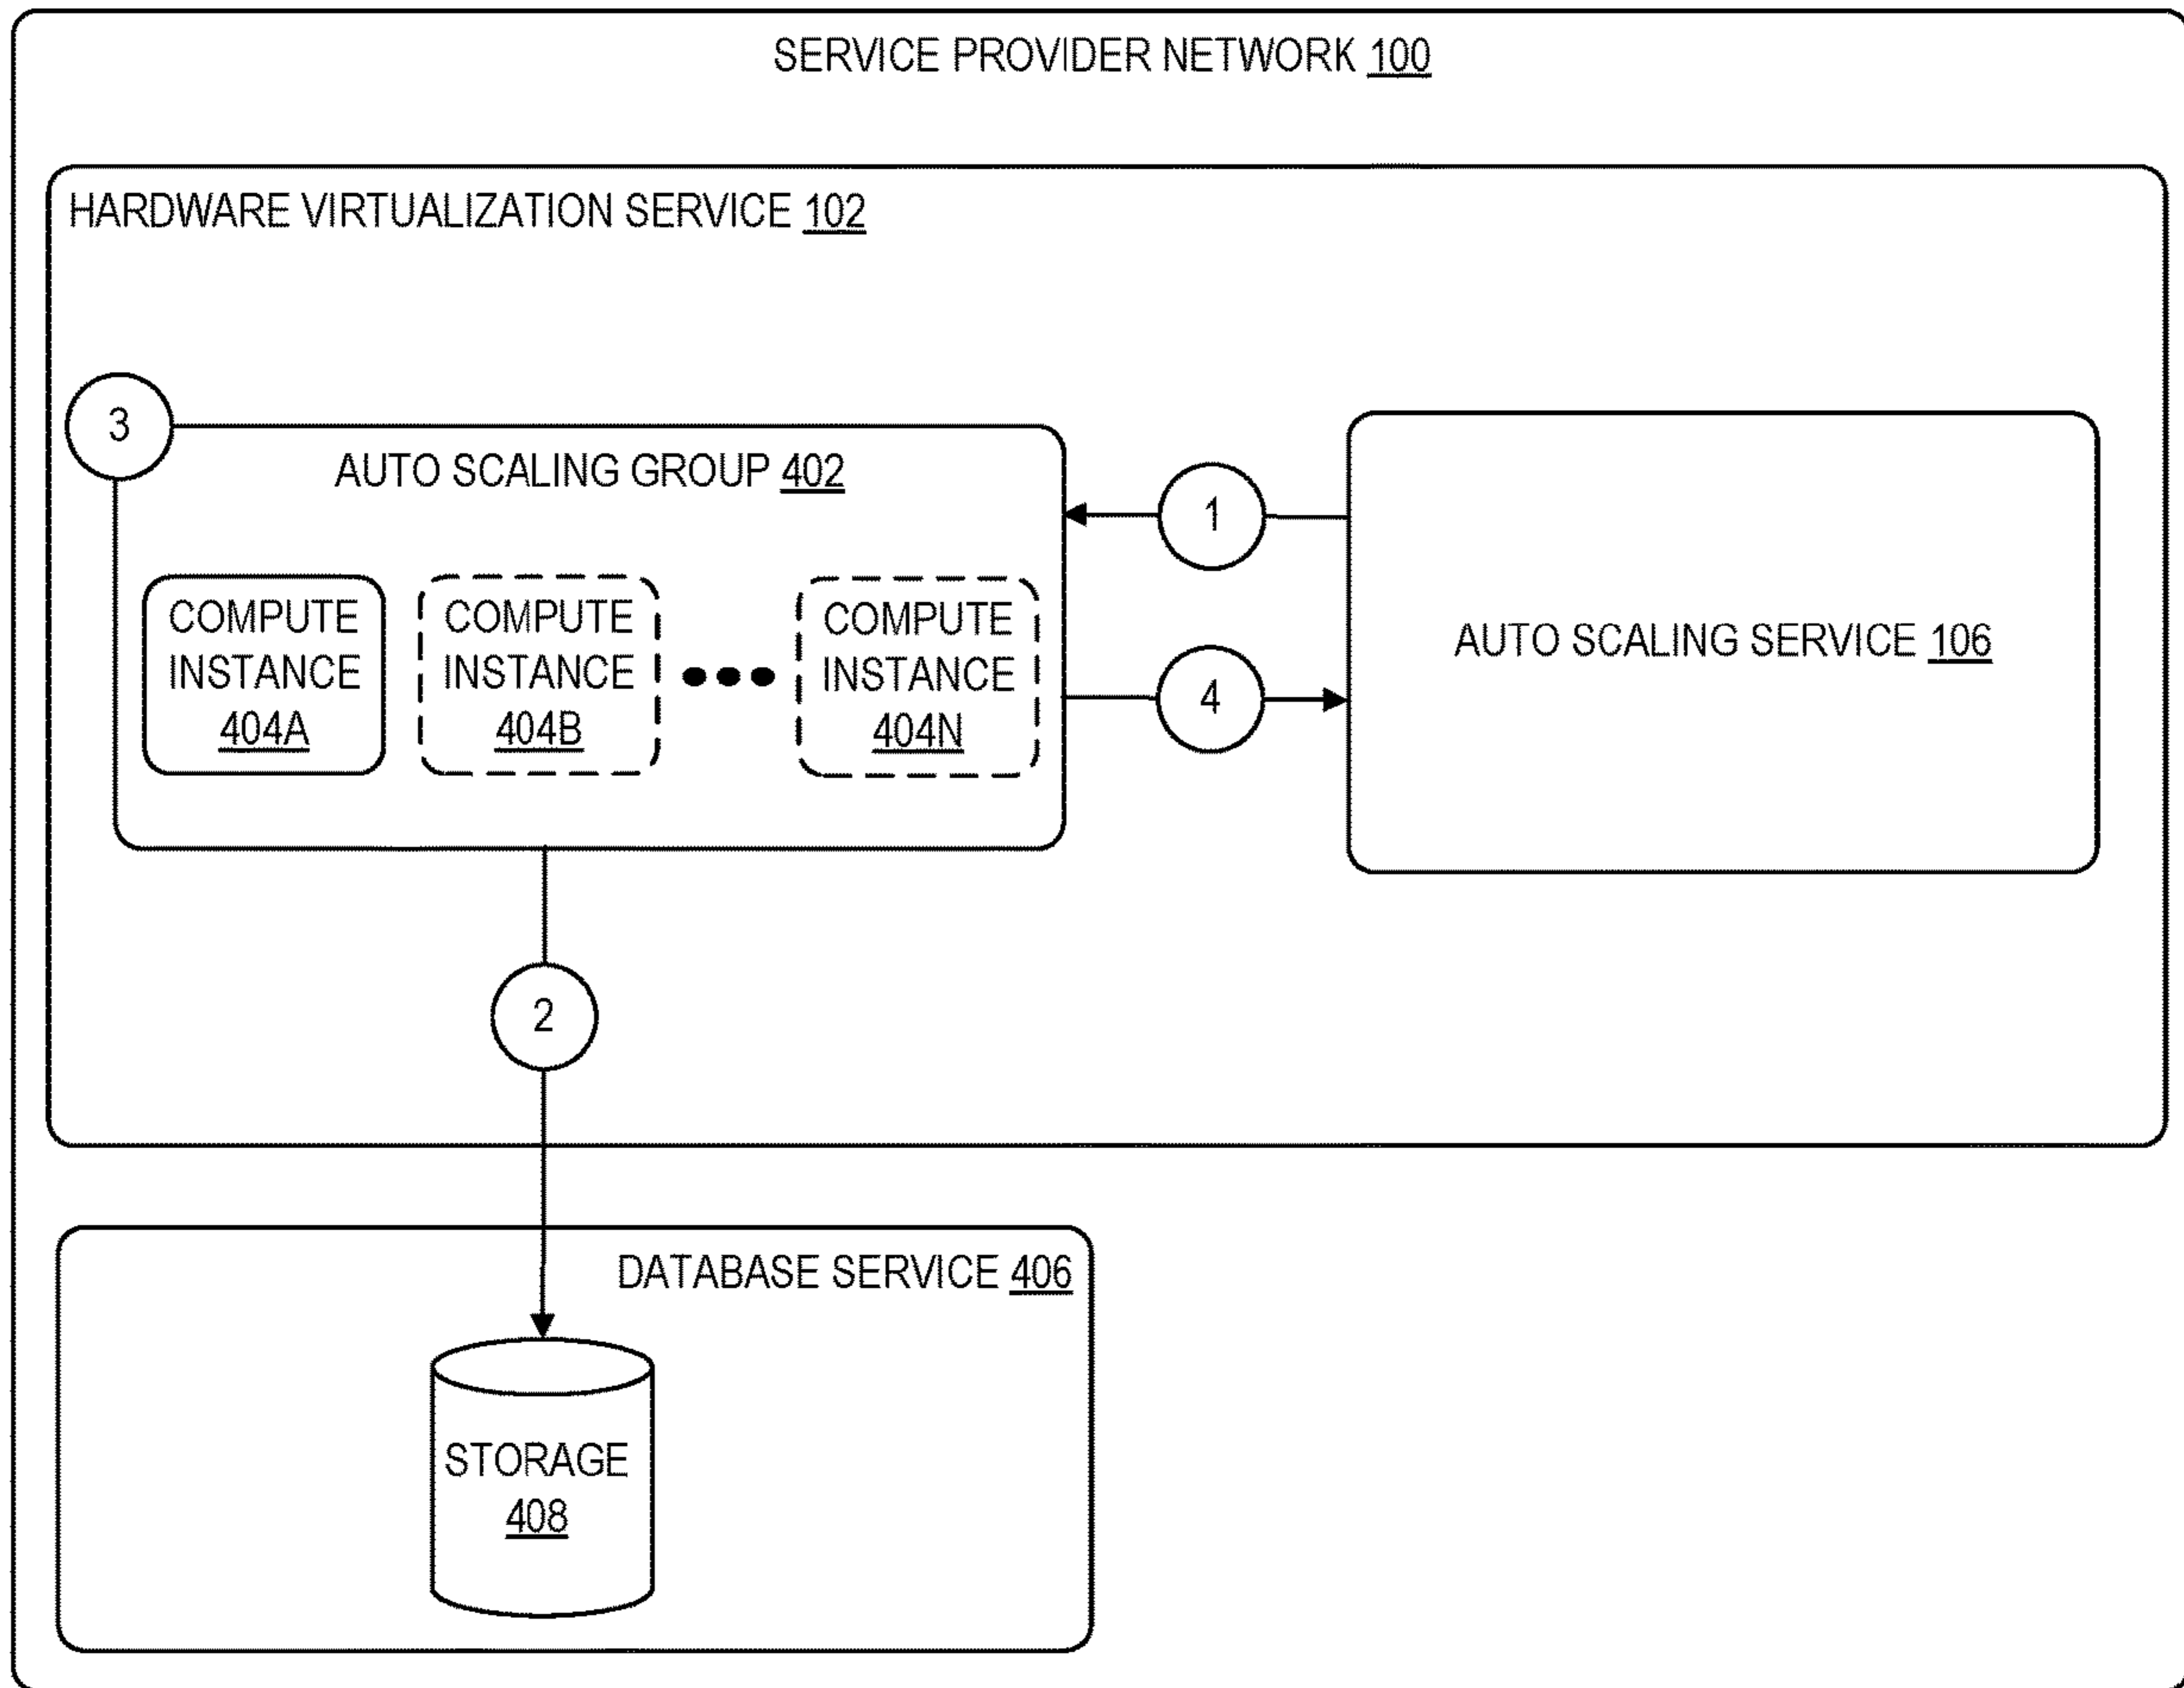 SERVICE PROVIDER NETWORK 100
HARDWARE VIRTUALIZATION SERVICE 102
3
AUTO SCALING GROUP 402
COMPUTE
INSTANCE
404A
COMPUTE
INSTANCE
404B
COMPUTE
INSTANCE
404N
1
4
AUTO SCALING SERVICE 106
2
DATABASE SERVICE 406
STORAGE
408